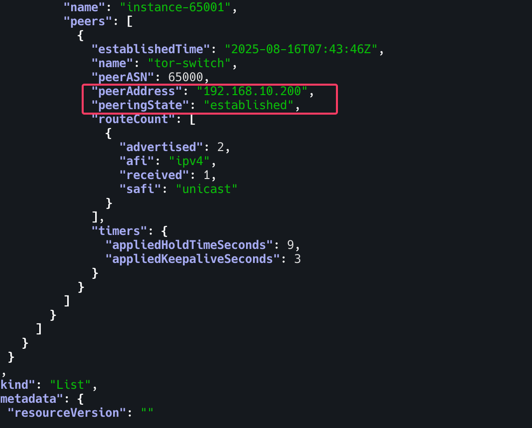 "name": "instance-65001",
"peers": [
{
"establishedTime": "2025-08-16T07:43:46Z",
"name": "tor-switch",
"peerASN": 65000,
"peerAddress": "192.168.10.200",
"peeringState": "established",
"routeCount": [
{
"advertised": 2,
"afi": "ipv4",
"received": 1,
"safi": "unicast"
}
],
"timers": {
"appliedHoldTimeSeconds": 9,
"appliedKeepaliveSeconds": 3
}
}
]
}
]
}
}
,
kind": "List",
metadata": {
"resourceVersion": ""